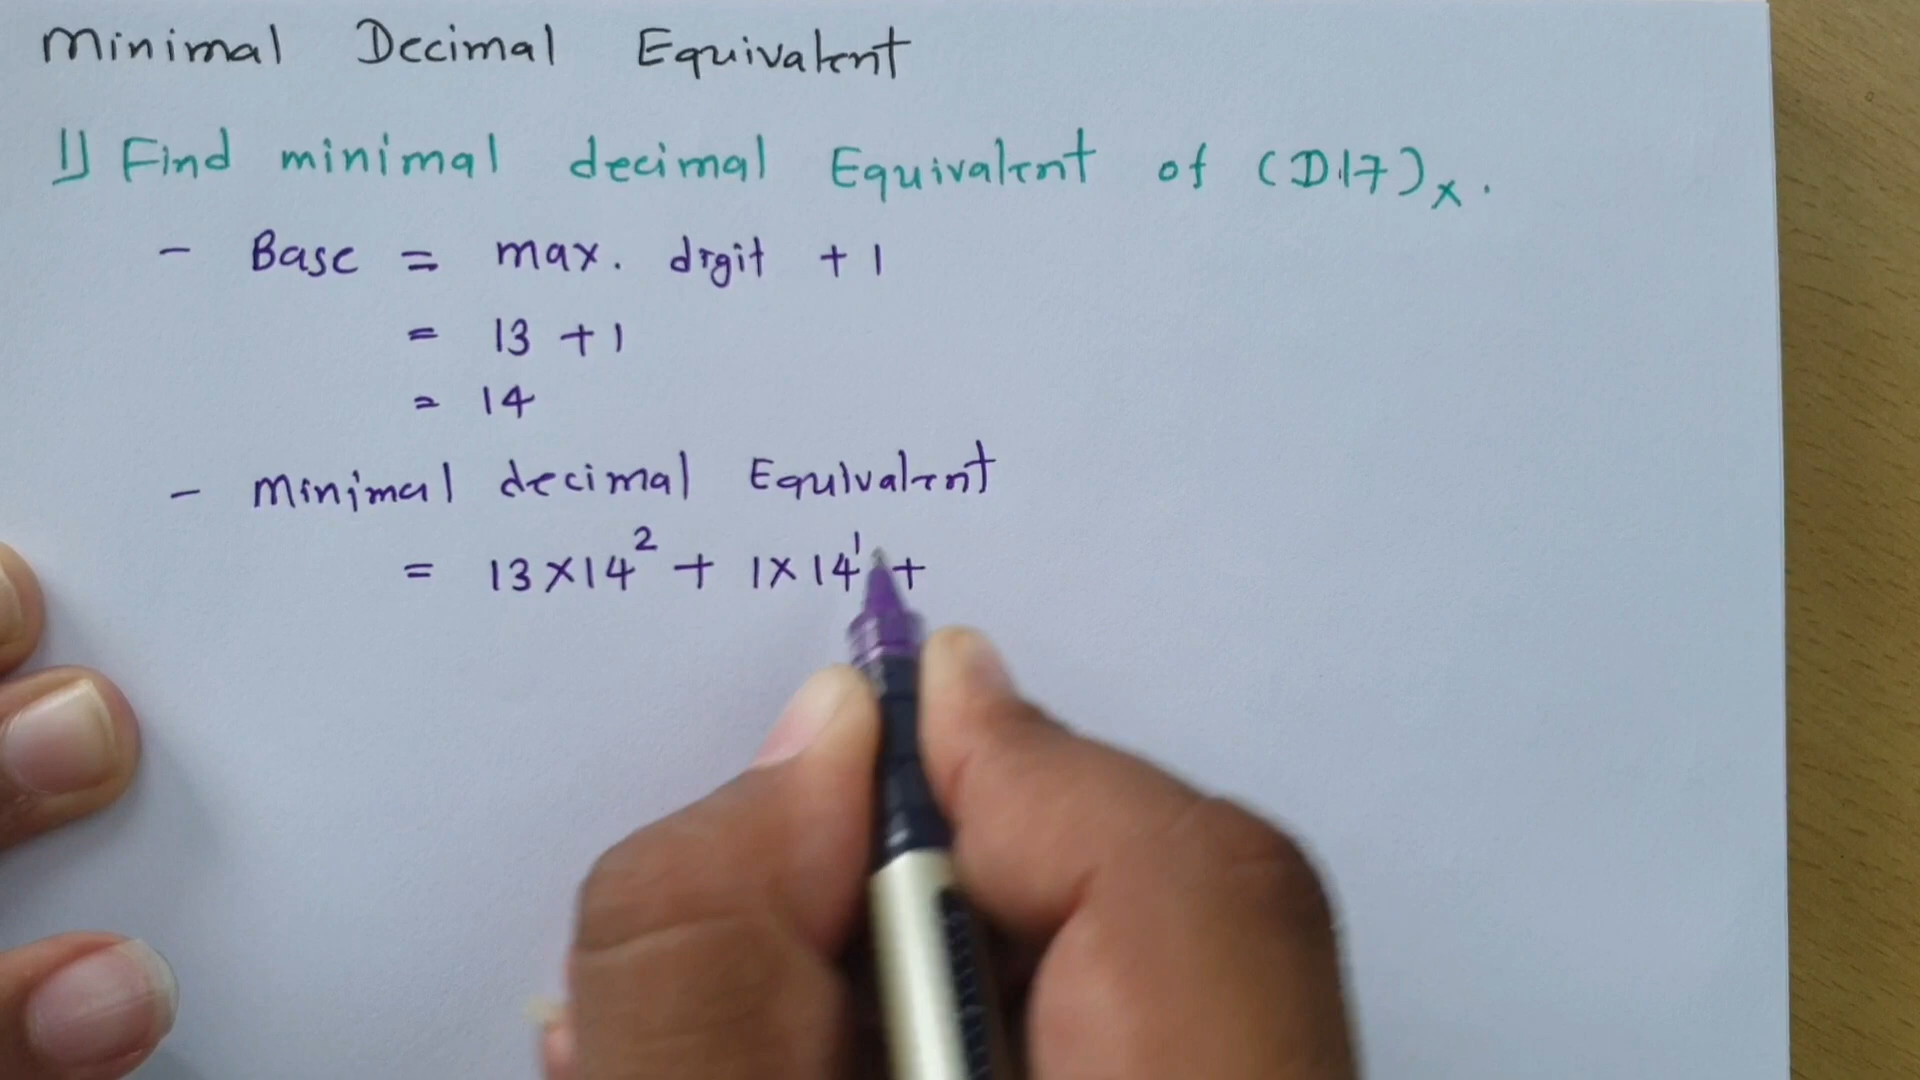 Minimal Decimal Equivalent
1) Find minimal decimal Equivalent of (D17)x.
- Base = max. digit + 1
= 13 + 1
= 14
- Minimal decimal Equivalent
= 13×14² + 1×14¹ +